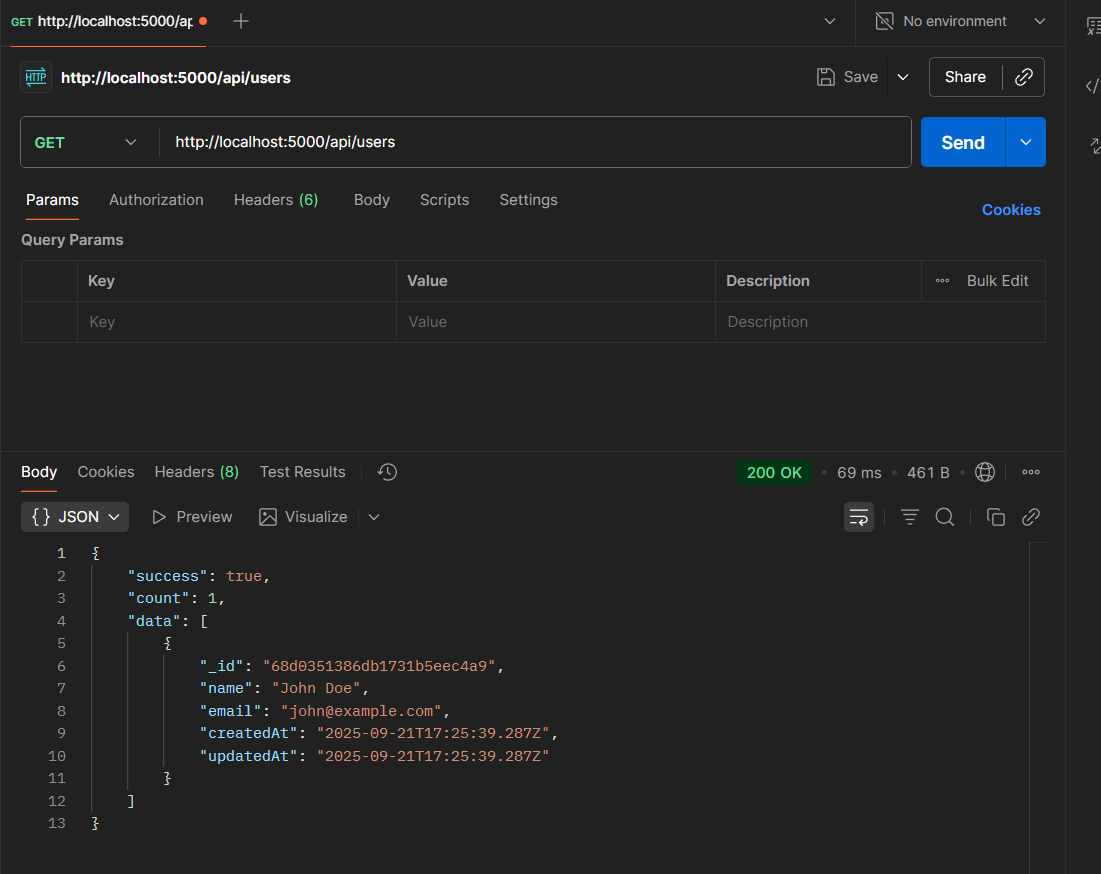 GET http://localhost:5000/ap
No environment
HTTP http://localhost:5000/api/users
Save
Share
GET http://localhost:5000/api/users
Send
Params Authorization Headers (6) Body Scripts Settings
Cookies
Query Params
Key Value Description Bulk Edit
Key Value Description
Body Cookies Headers (8) Test Results
200 OK • 69 ms • 461 B
{} JSON Preview Visualize
1 {
2 "success": true,
3 "count": 1,
4 "data": [
5 {
6 "_id": "68d0351386db1731b5eec4a9",
7 "name": "John Doe",
8 "email": "john@example.com",
9 "createdAt": "2025-09-21T17:25:39.287Z",
10 "updatedAt": "2025-09-21T17:25:39.287Z"
11 }
12 ]
13 }